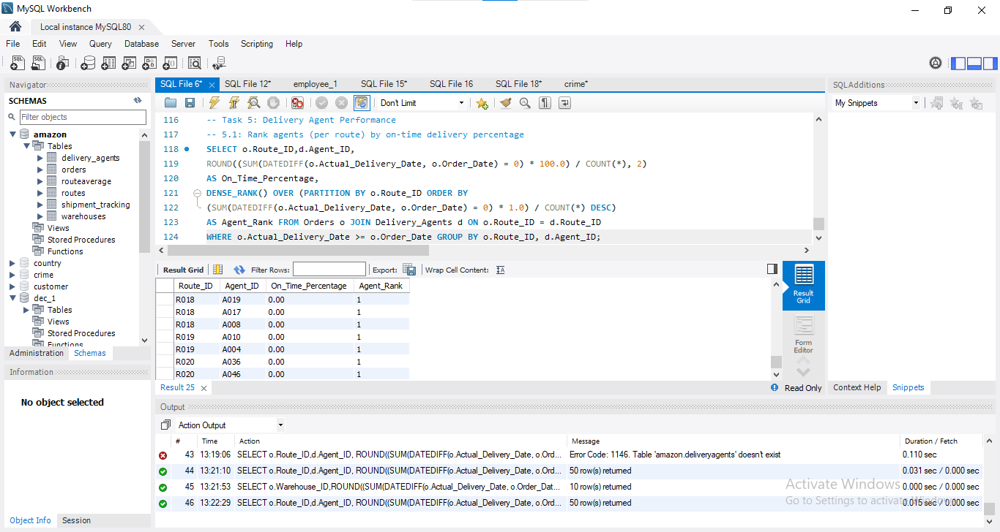 MySQL Workbench
Local instance MySQL80
File Edit View Query Database Server Tools Scripting Help
Navigator
SCHEMAS
Filter objects
amazon
Tables
delivery_agents
orders
routeaverage
routes
shipment_tracking
warehouses
Views
Stored Procedures
Functions
country
crime
customer
dec_1
Tables
Views
Stored Procedures
Functions
Administration Schemas
Information
No object selected
Object Info Session
SQL File 6* SQL File 12* employee_1 SQL File 15* SQL File 16 SQL File 18* crime*
Don't Limit
116 -- Task 5: Delivery Agent Performance
117 -- 5.1: Rank agents (per route) by on-time delivery percentage
118 SELECT o.Route_ID,d.Agent_ID,
119 ROUND((SUM(DATEDIFF(o.Actual_Delivery_Date, o.Order_Date) = 0) * 100.0) / COUNT(*), 2)
120 AS On_Time_Percentage,
121 DENSE_RANK() OVER (PARTITION BY o.Route_ID ORDER BY
122 (SUM(DATEDIFF(o.Actual_Delivery_Date, o.Order_Date) = 0) * 1.0) / COUNT(*) DESC)
123 AS Agent_Rank FROM Orders o JOIN Delivery_Agents d ON o.Route_ID = d.Route_ID
124 WHERE o.Actual_Delivery_Date >= o.Order_Date GROUP BY o.Route_ID, d.Agent_ID;
Result Grid Filter Rows: Export: Wrap Cell Content:
Route_ID Agent_ID On_Time_Percentage Agent_Rank
R018 A019 0.00 1
R018 A017 0.00 1
R018 A008 0.00 1
R019 A010 0.00 1
R019 A004 0.00 1
R020 A036 0.00 1
R020 A046 0.00 1
Result Grid
Form Editor
Result 25
Read Only
SQLAdditions
My Snippets
Context Help Snippets
Output
Action Output
# Time Action Message Duration / Fetch
43 13:19:06 SELECT o.Route_ID,d.Agent_ID, ROUND((SUM(DATEDIFF(o.Actual_Delivery_Date, o.Ord... Error Code: 1146. Table 'amazon.deliveryagents' doesn't exist 0.110 sec
44 13:21:10 SELECT o.Route_ID,d.Agent_ID, ROUND((SUM(DATEDIFF(o.Actual_Delivery_Date, o.Ord... 50 row(s) returned 0.031 sec / 0.000 sec
45 13:21:53 SELECT o.Warehouse_ID,ROUND((SUM(DATEDIFF(o.Actual_Delivery_Date, o.Order_Dat... 10 row(s) returned 0.000 sec / 0.000 sec
46 13:22:29 SELECT o.Route_ID,d.Agent_ID, ROUND((SUM(DATEDIFF(o.Actual_Delivery_Date, o.Ord... 50 row(s) returned 0.015 sec / 0.000 sec
Activate Windows
Go to Settings to activate Windows.